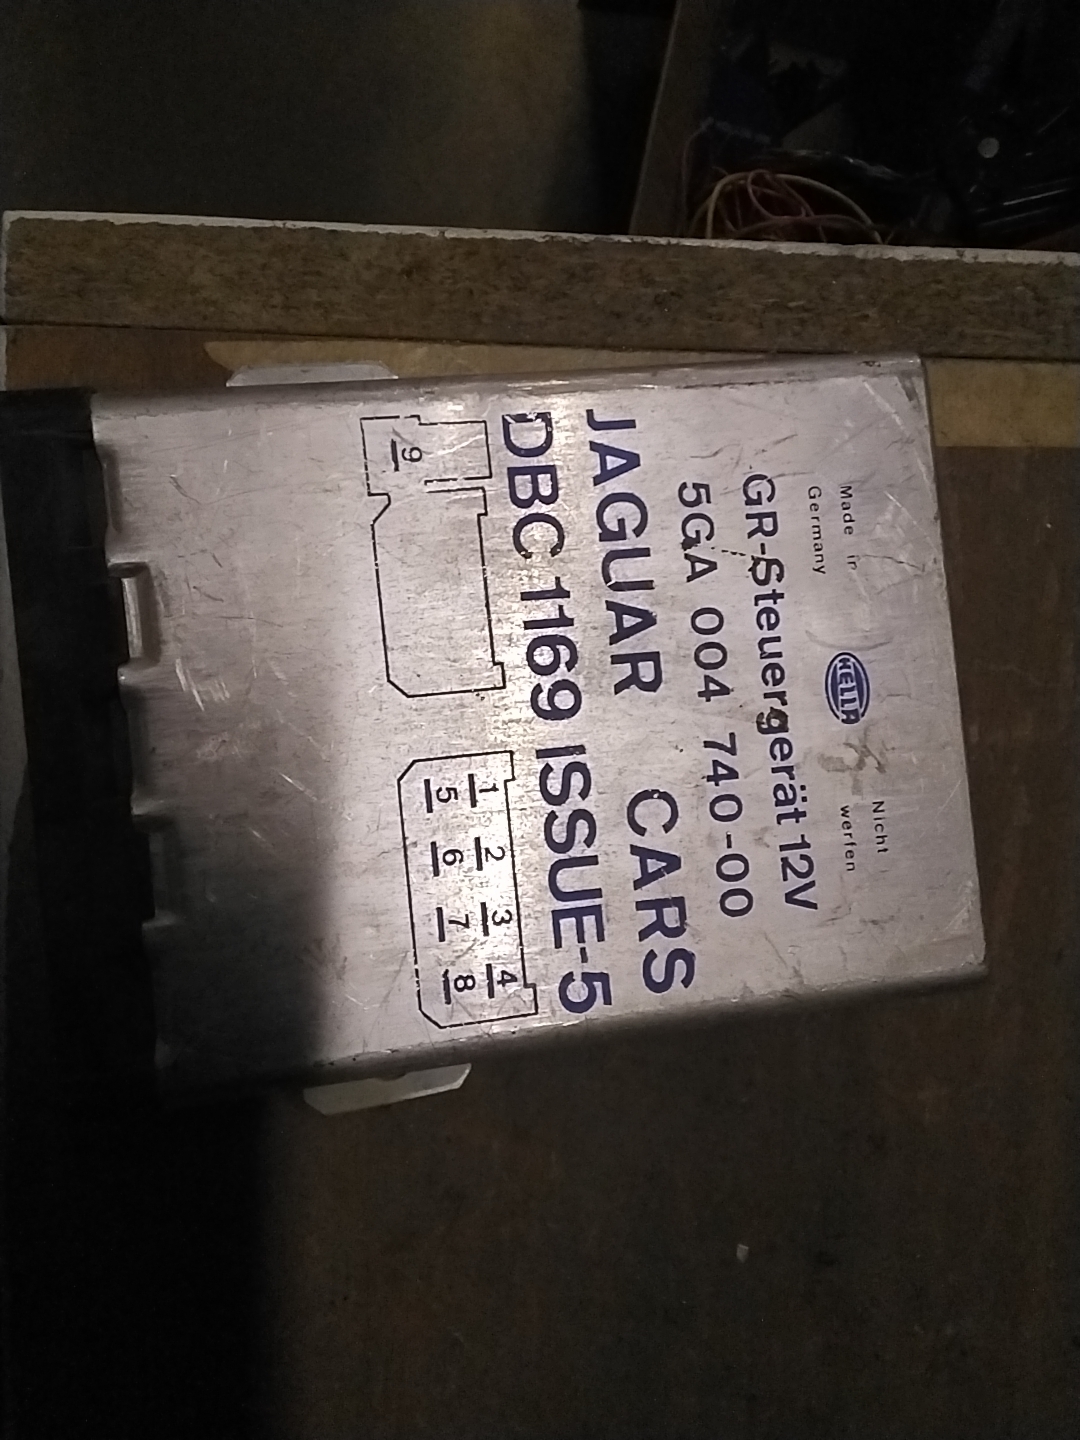 Made in
Germany
HELLA
Nicht
werfen
GR-Steuergerät 12V
5GA 004 740-00
JAGUAR CARS
DBC 1169 ISSUE-5
9
1 2 3 4
5 6 7 8